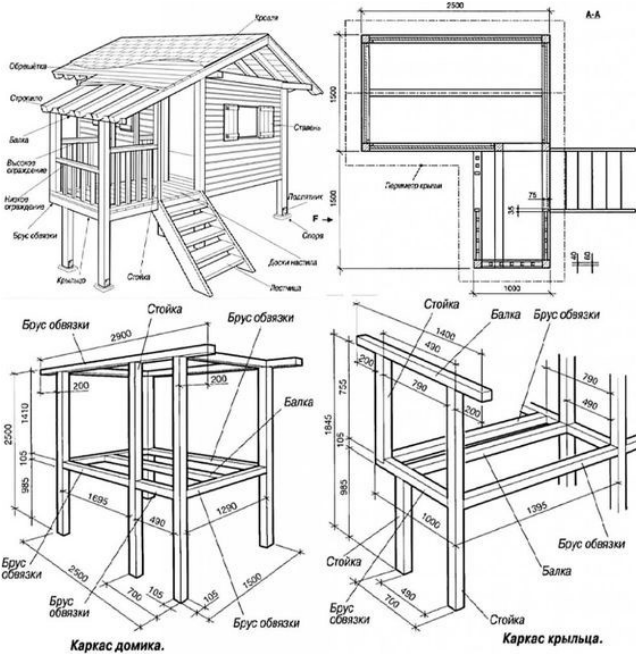 Кровля
Обрешётка
Стропило
Балка
Высокое
ограждение
Низкое
ограждение
Брус обвязки
Крыльцо
Стойка
Ставень
Подпятник
Опора
Доски настила
Лестница
2500
А-А
1500
1500
Периметр крыши
F
75
35
40
60
1000
Брус обвязки
Стойка
Брус обвязки
2900
200
200
Балка
2500
1410
105
985
1695
490
1290
Брус
обвязки
2500
700
105
105
1500
Брус
обвязки
Брус обвязки
Каркас домика.
Стойка
Балка
Брус обвязки
1400
490
200
790
200
790
490
1845
755
105
985
1000
1395
Стойка
Брус обвязки
Балка
Брус
обвязки
490
700
Стойка
Каркас крыльца.